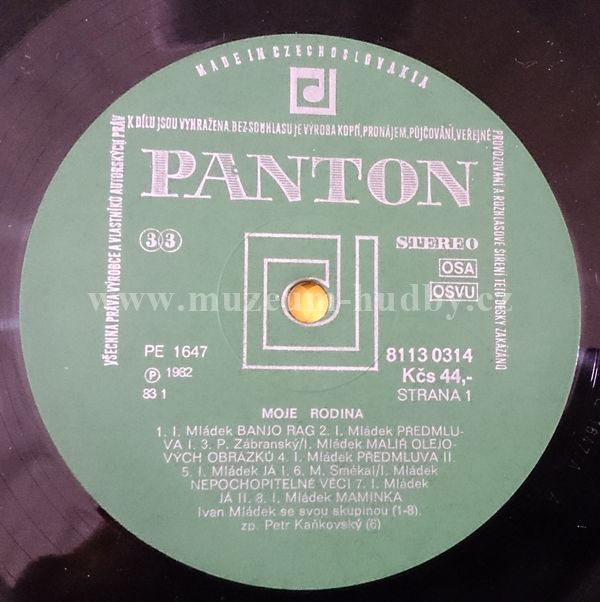 MADE IN CZECHOSLOVAKIA
VŠECHNA PRÁVA VÝROBCE A VLASTNÍKŮ AUTORSKÝCH PRÁV
K DÍLU JSOU VYHRAŽENA. BEZ SOUHLASU JE VÝROBA KOPIÍ, PRONÁJEM, PŮJČOVÁNÍ, VEŘEJNÉ
PROVOZOVÁNÍ A ROZHLASOVÉ ŠÍŘENÍ TÉTO DESKY ZAKÁZÁNO
PANTON
33 STEREO
OSA
OSVU
www.muzeum-hudby.cz
PE 1647 8113 0314
Ⓟ 1982 Kčs 44,-
83 1 STRANA 1
MOJE RODINA
1. I. Mládek BANJO RAG 2. I. Mládek PŘEDMLU-
VA I. 3. P. Zábranský/I. Mládek MALÍŘ OLEJO-
VÝCH OBRÁZKŮ 4. I. Mládek PŘEDMLUVA II.
5. I. Mládek JÁ I. 6. M. Směkal/I. Mládek
NEPOCHOPITELNÉ VĚCI 7. I. Mládek
JÁ II. 8. I. Mládek MAMINKA
Ivan Mládek se svou skupinou (1-8).
zp. Petr Kaňkovský (6)